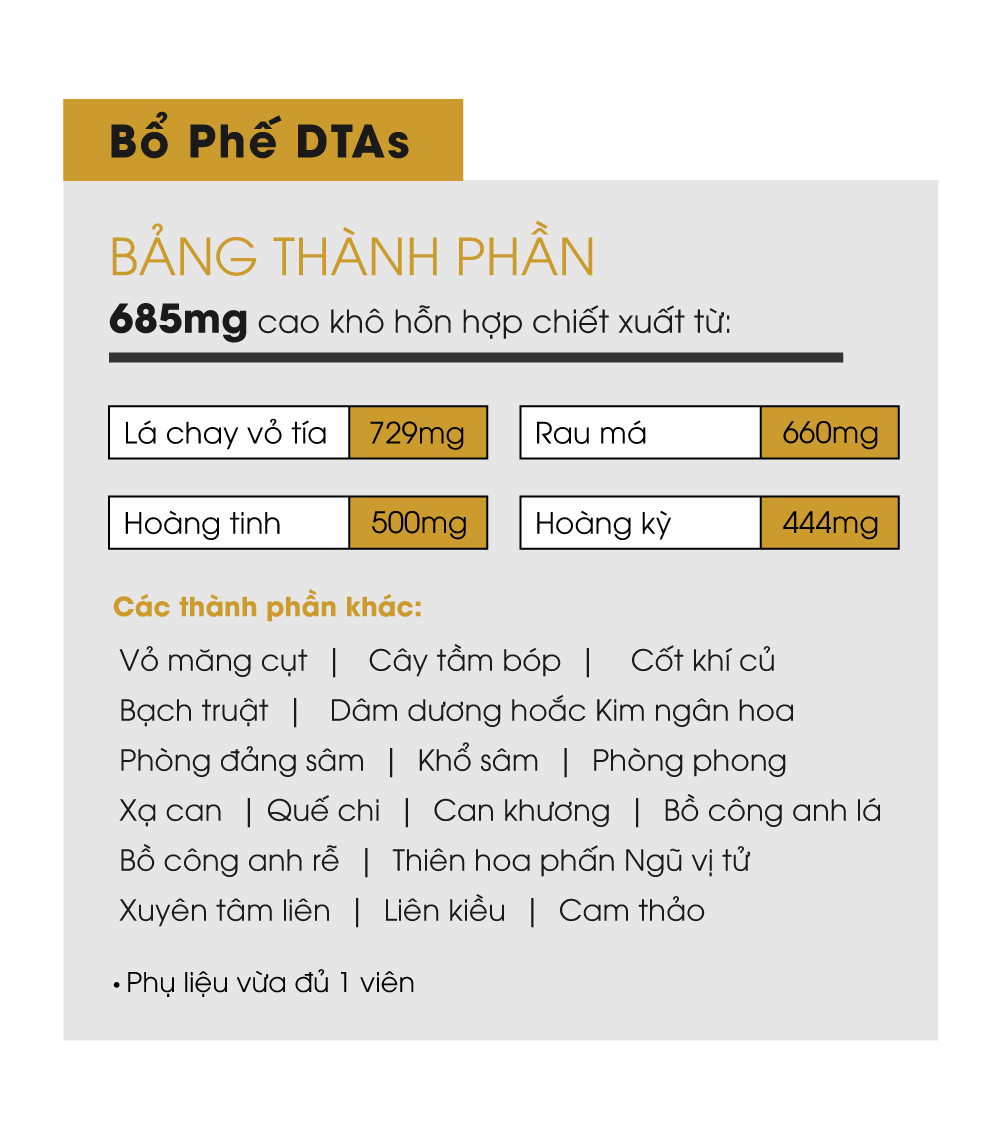 Bổ Phế DTAs
BẢNG THÀNH PHẦN
685mg cao khô hỗn hợp chiết xuất từ:
Lá chay vỏ tía 729mg Rau má 660mg
Hoàng tinh 500mg Hoàng kỳ 444mg
Các thành phần khác:
Vỏ măng cụt | Cây tầm bóp | Cốt khí củ
Bạch truật | Dâm dương hoắc Kim ngân hoa
Phòng đảng sâm | Khổ sâm | Phòng phong
Xạ can | Quế chi | Can khương | Bồ công anh lá
Bồ công anh rễ | Thiên hoa phấn Ngũ vị tử
Xuyên tâm liên | Liên kiều | Cam thảo
• Phụ liệu vừa đủ 1 viên